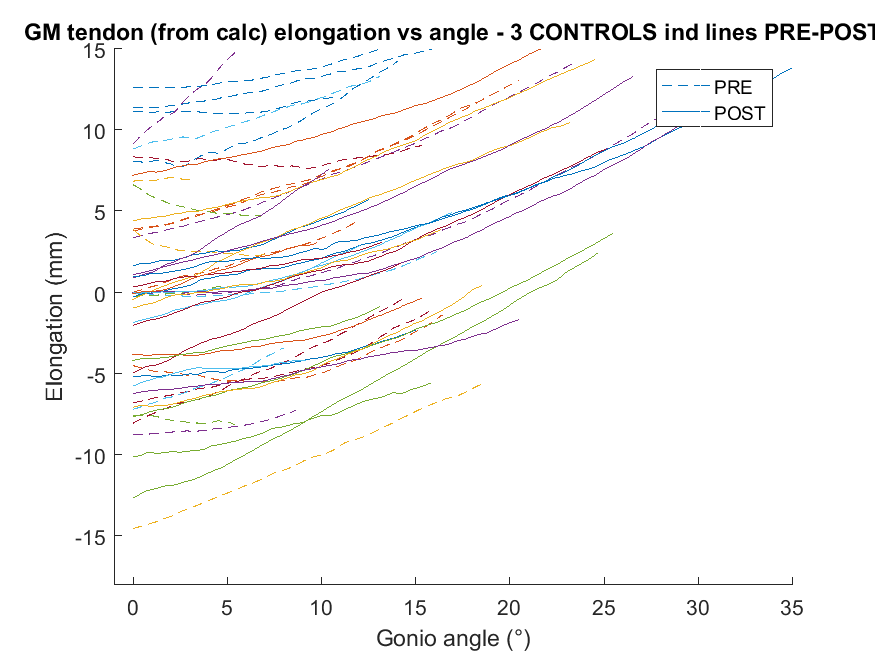 GM tendon (from calc) elongation vs angle - 3 CONTROLS ind lines PRE-POST
15
10
5
0
-5
-10
-15
Elongation (mm)
PRE
POST
0 5 10 15 20 25 30 35
Gonio angle (°)